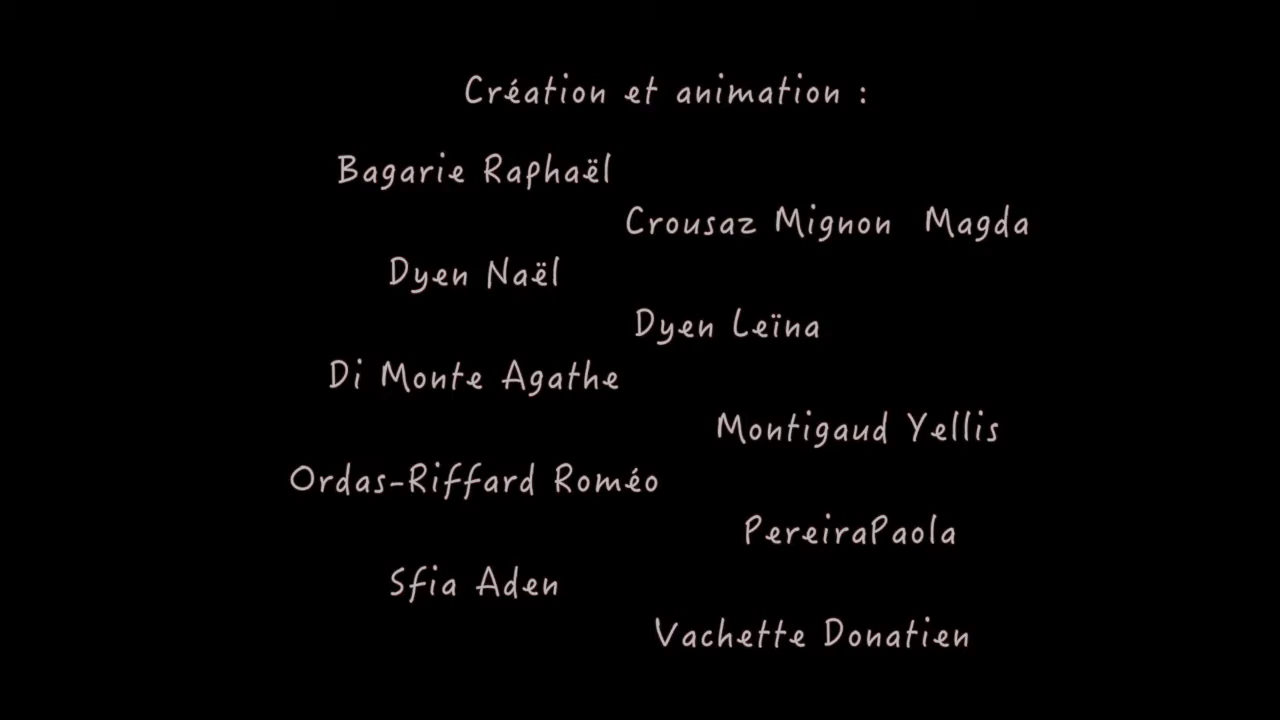 Création et animation :
Bagarie Raphaël
Crousaz Mignon  Magda
Dyen Naël
Dyen Leïna
Di Monte Agathe
Montigaud Yellis
Ordas-Riffard Roméo
PereiraPaola
Sfia Aden
Vachette Donatien